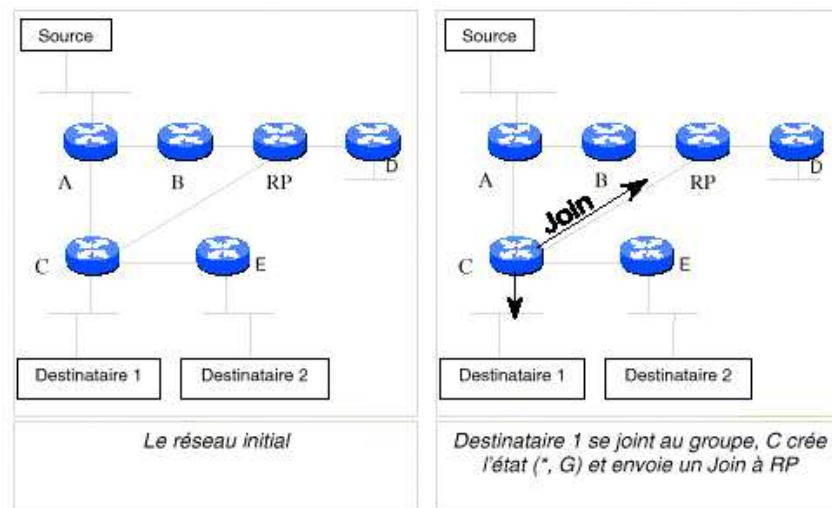 Source
A
B
RP
D
C
E
Destinataire 1
Destinataire 2
Le réseau initial
Source
A
B
RP
D
Join
C
E
Destinataire 1
Destinataire 2
Destinataire 1 se joint au groupe, C crée
l'état (*, G) et envoie un Join à RP